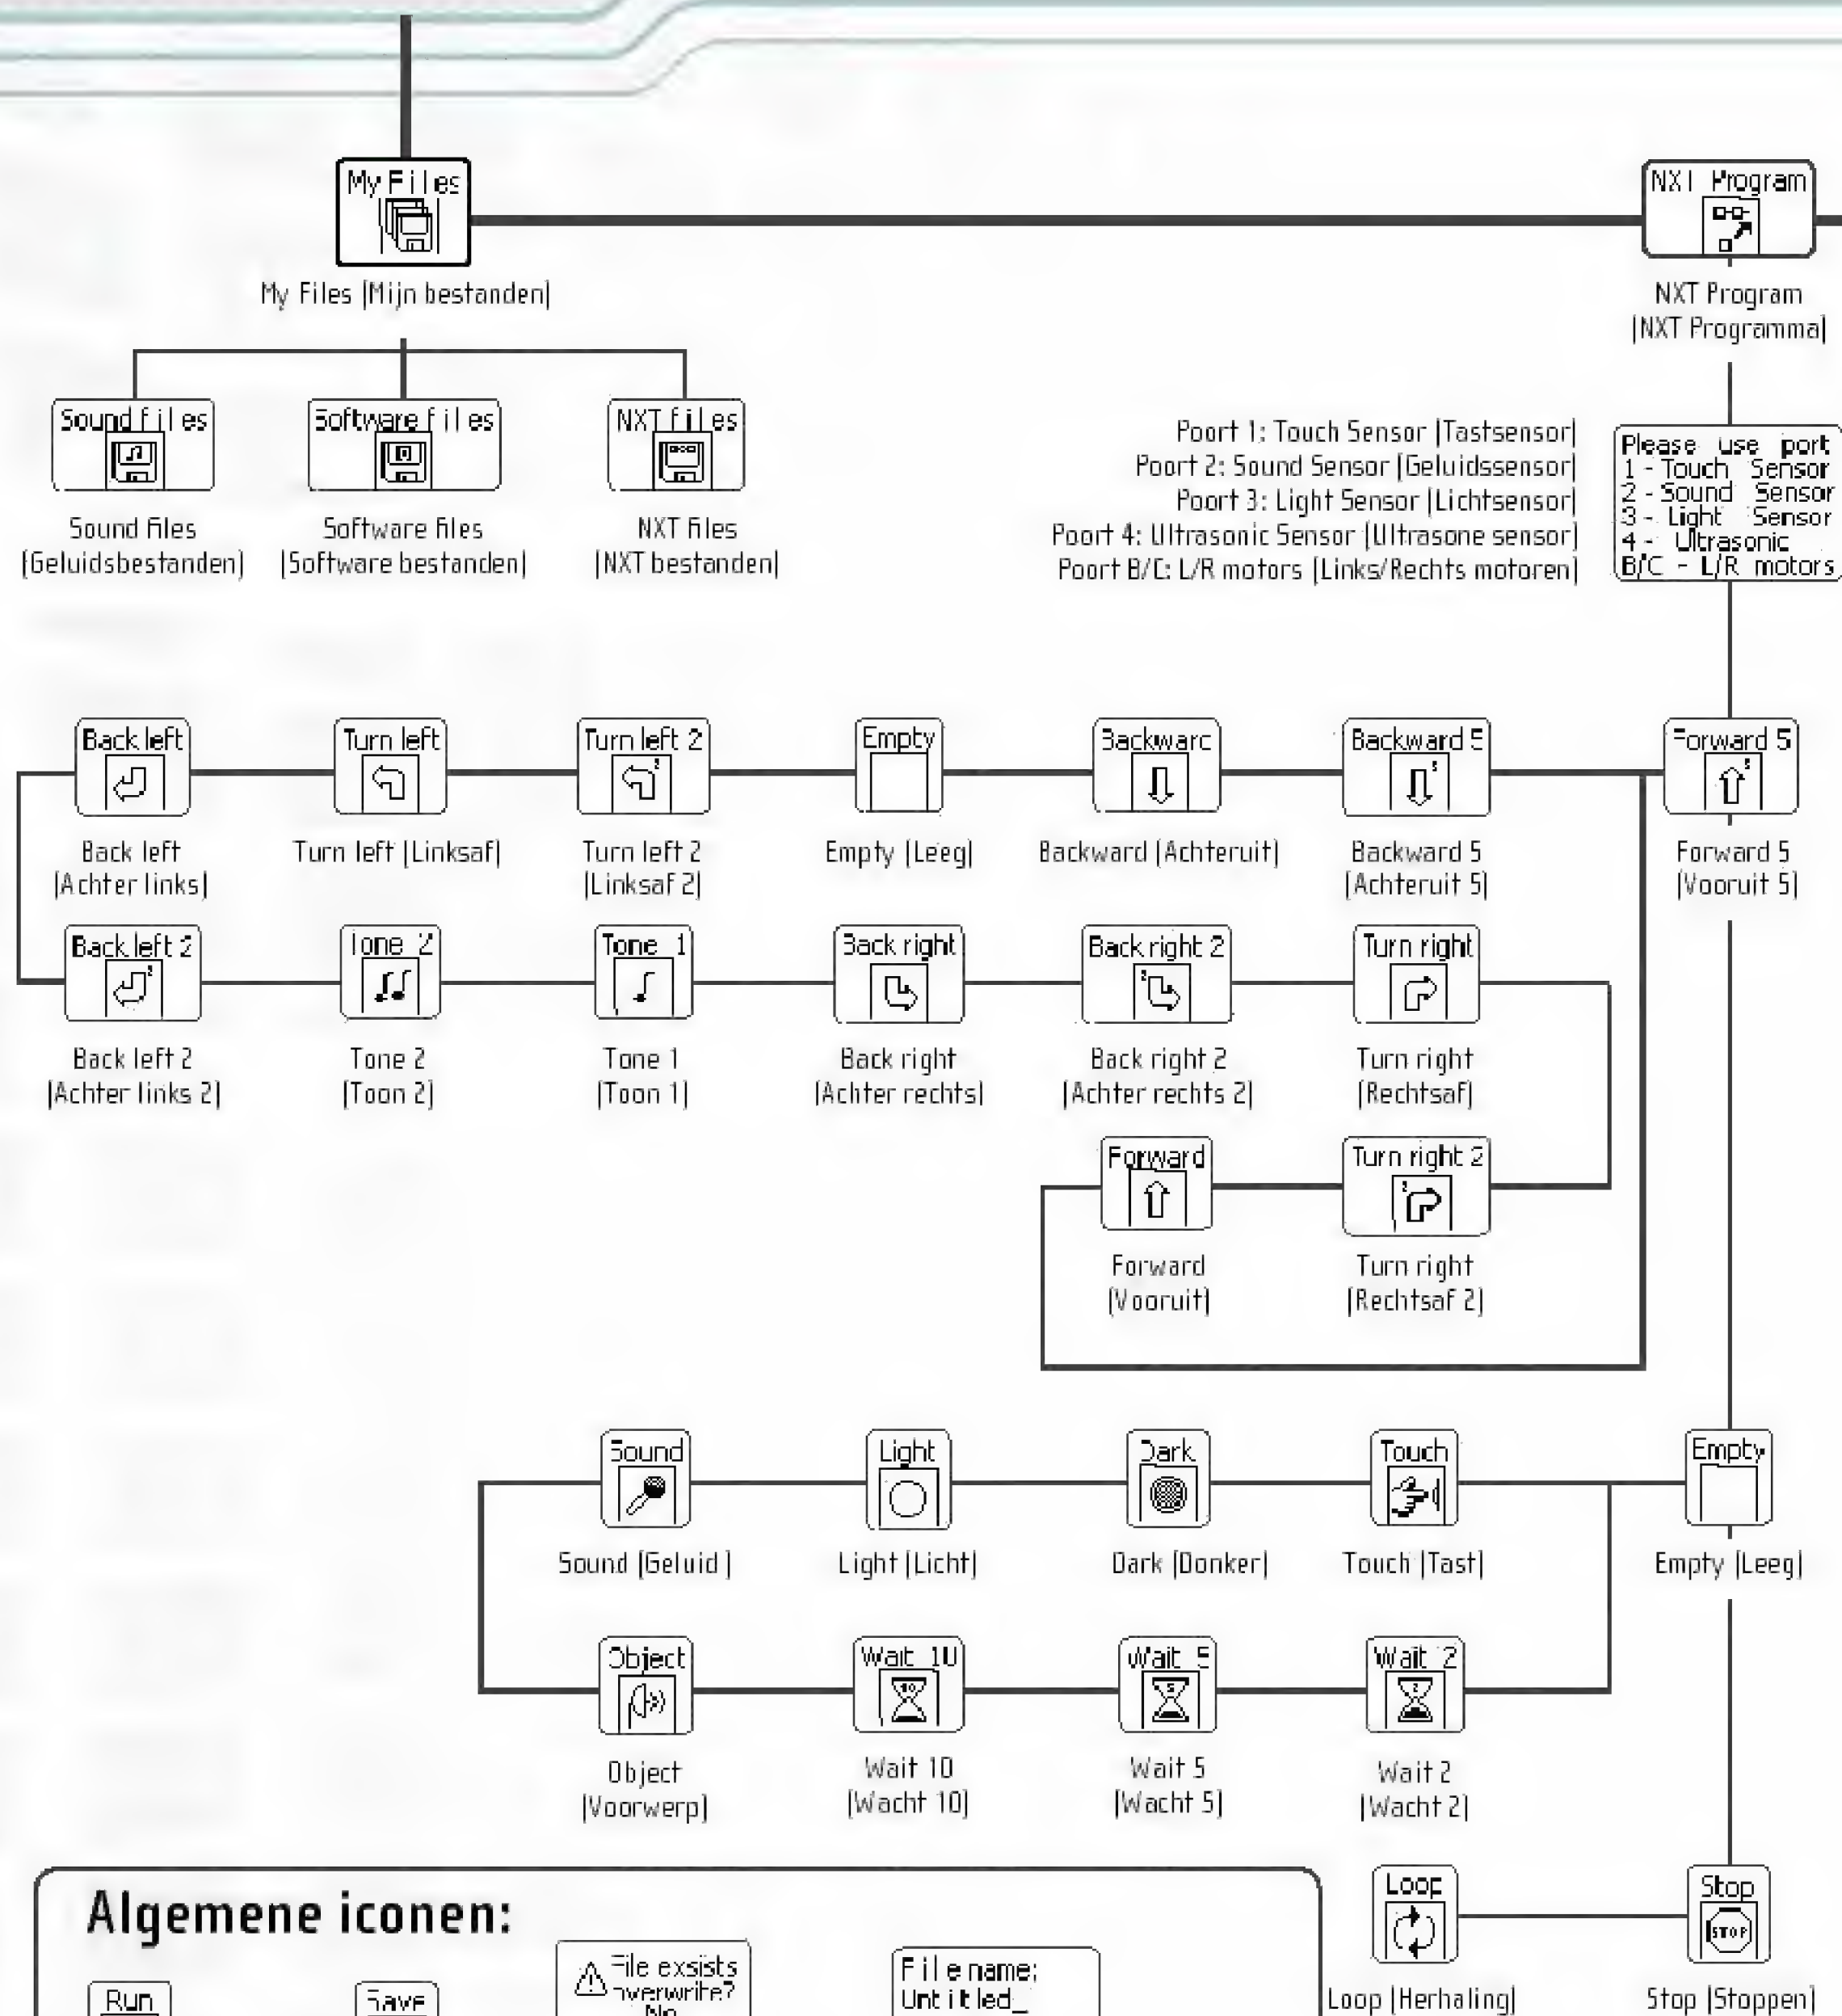 My Files
NXT Program
My Files (Mijn bestanden)
NXT Program
(NXT Programma)
Sound files
Software files
NXT files
Sound files
(Geluidsbestanden)
Software files
(Software bestanden)
NXT files
(NXT bestanden)
Poort 1: Touch Sensor (Tastsensor)
Poort 2: Sound Sensor (Geluidssensor)
Poort 3: Light Sensor (Lichtsensor)
Poort 4: Ultrasonic Sensor (Ultrasone sensor)
Poort B/C: L/R motors (Links/Rechts motoren)
Please use port
1 - Touch Sensor
2 - Sound Sensor
3 - Light Sensor
4 - Ultrasonic
B/C - L/R motors
Back left
Turn left
Turn left 2
Empty
Backward
Backward 5
Forward 5
Back left
(Achter links)
Turn left (Linksaf)
Turn left 2
(Linksaf 2)
Empty (Leeg)
Backward (Achteruit)
Backward 5
(Achteruit 5)
Forward 5
(Vooruit 5)
Back left 2
Tone 2
Tone 1
Back right
Back right 2
Turn right
Back left 2
(Achter links 2)
Tone 2
(Toon 2)
Tone 1
(Toon 1)
Back right
(Achter rechts)
Back right 2
(Achter rechts 2)
Turn right
(Rechtsaf)
Forward
Turn right 2
Forward
(Vooruit)
Turn right
(Rechtsaf 2)
Sound
Light
Dark
Touch
Empty
Sound (Geluid )
Light (Licht)
Dark (Donker)
Touch (Tast)
Empty (Leeg)
Object
Wait 10
10
Wait 5
5
Wait 2
2
Object
(Voorwerp)
Wait 10
(Wacht 10)
Wait 5
(Wacht 5)
Wait 2
(Wacht 2)
Loop
Stop
STOP
Loop (Herhaling)
Stop (Stoppen)
Algemene iconen:
Run
Save
File exsists
overwrite?
No
File name:
Untitled_